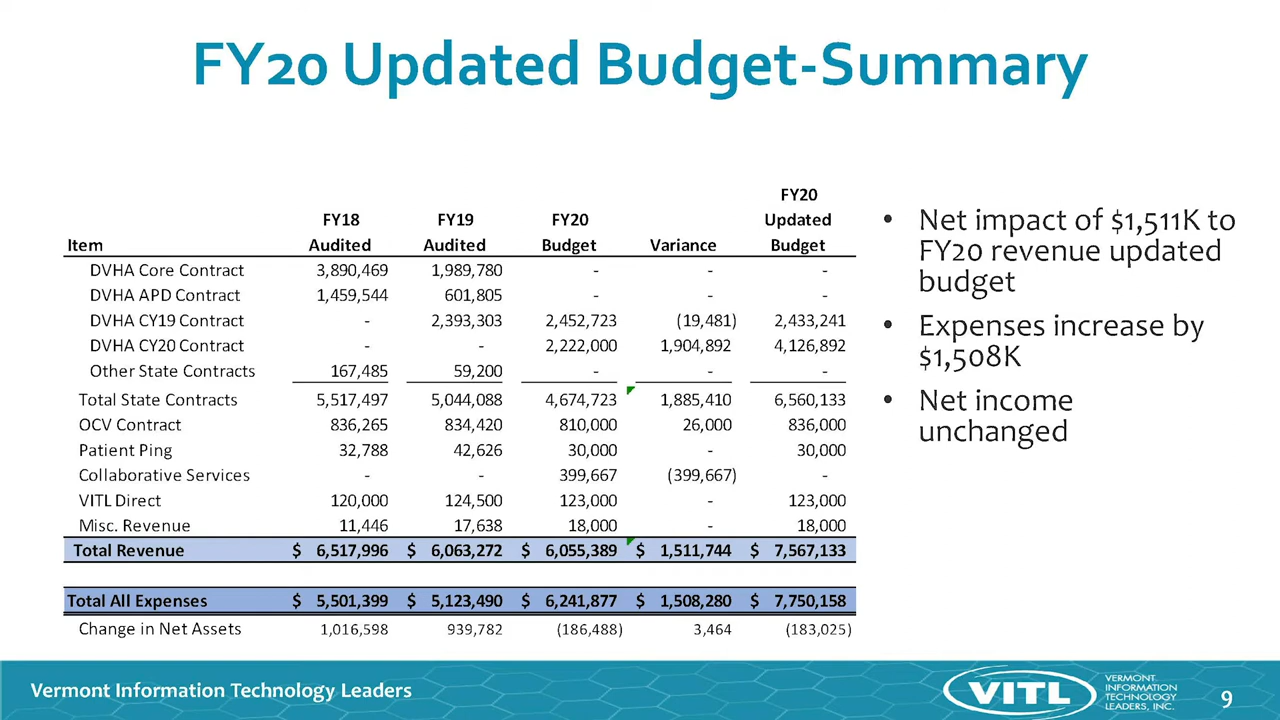 FY20 Updated Budget-Summary
FY20
FY18 FY19 FY20 Updated
Item Audited Audited Budget Variance Budget
DVHA Core Contract 3,890,469 1,989,780 - - -
DVHA APD Contract 1,459,544 601,805 - - -
DVHA CY19 Contract - 2,393,303 2,452,723 (19,481) 2,433,241
DVHA CY20 Contract - - 2,222,000 1,904,892 4,126,892
Other State Contracts 167,485 59,200 - - -
Total State Contracts 5,517,497 5,044,088 4,674,723 1,885,410 6,560,133
OCV Contract 836,265 834,420 810,000 26,000 836,000
Patient Ping 32,788 42,626 30,000 - 30,000
Collaborative Services - - 399,667 (399,667) -
VITL Direct 120,000 124,500 123,000 - 123,000
Misc. Revenue 11,446 17,638 18,000 - 18,000
Total Revenue $ 6,517,996 $ 6,063,272 $ 6,055,389 $ 1,511,744 $ 7,567,133
Total All Expenses $ 5,501,399 $ 5,123,490 $ 6,241,877 $ 1,508,280 $ 7,750,158
Change in Net Assets 1,016,598 939,782 (186,488) 3,464 (183,025)
• Net impact of $1,511K to
FY20 revenue updated
budget
• Expenses increase by
$1,508K
• Net income
unchanged
Vermont Information Technology Leaders
VITL
VERMONT
INFORMATION
TECHNOLOGY
LEADERS, INC.
9